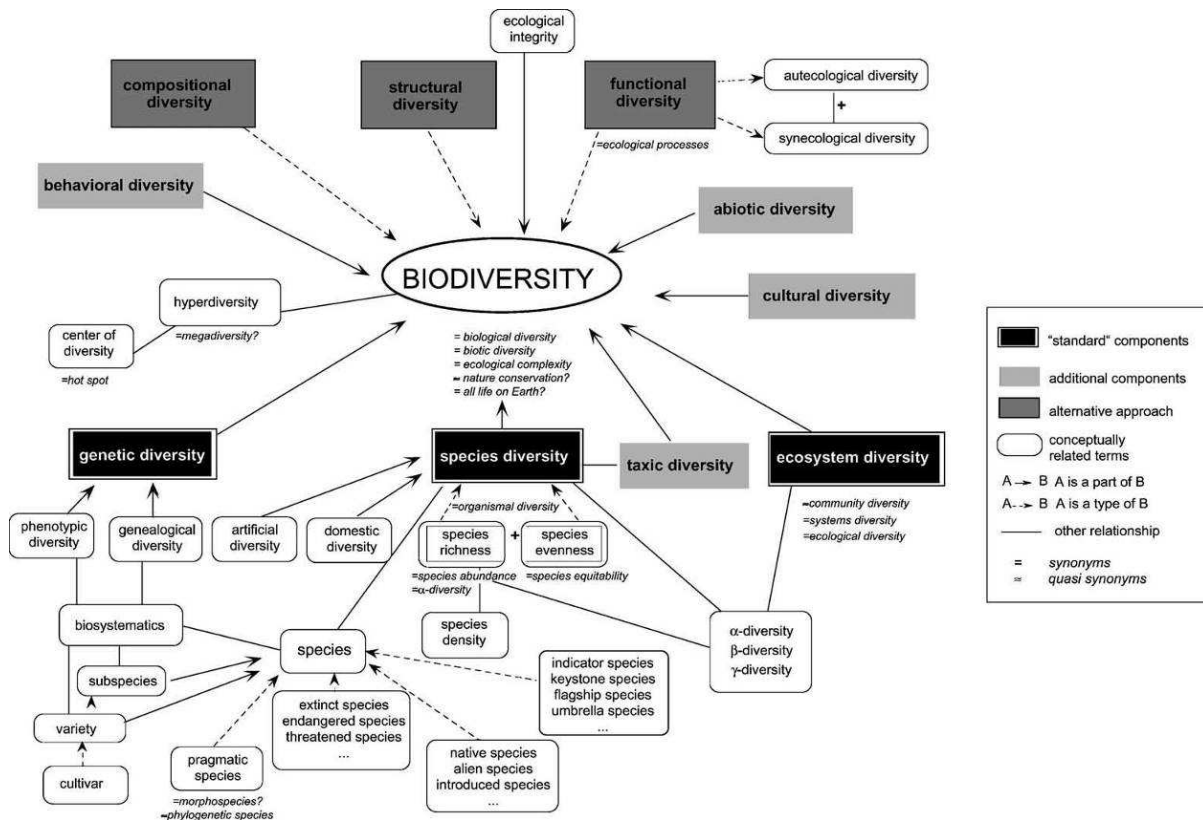 ecological
integrity
compositional
diversity
structural
diversity
functional
diversity
=ecological processes
autecological diversity
+
synecological diversity
behavioral diversity
abiotic diversity
BIODIVERSITY
cultural diversity
hyperdiversity
=megadiversity?
center of
diversity
=hot spot
= biological diversity
= biotic diversity
= ecological complexity
≈ nature conservation?
= all life on Earth?
genetic diversity
species diversity
=organismal diversity
taxic diversity
ecosystem diversity
≈community diversity
=systems diversity
=ecological diversity
phenotypic
diversity
genealogical
diversity
artificial
diversity
domestic
diversity
species
richness
+
species
evenness
=species abundance
=α-diversity
=species equitability
species
density
α-diversity
β-diversity
γ-diversity
biosystematics
subspecies
variety
cultivar
species
pragmatic
species
=morphospecies?
≈phylogenetic species
extinct species
endangered species
threatened species
...
native species
alien species
introduced species
...
indicator species
keystone species
flagship species
umbrella species
...
"standard" components
additional components
alternative approach
conceptually
related terms
A → B A is a part of B
A --> B A is a type of B
other relationship
= synonyms
≈ quasi synonyms